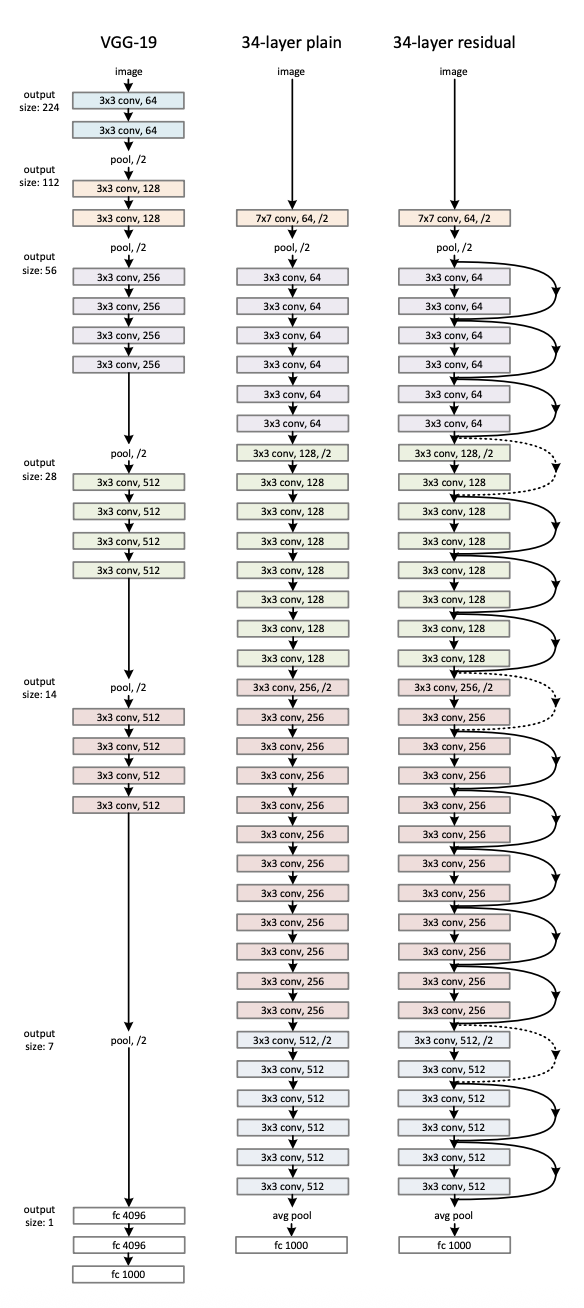 VGG-19
34-layer plain
34-layer residual
output
size: 224
output
size: 112
output
size: 56
output
size: 28
output
size: 14
output
size: 7
output
size: 1
image
3x3 conv, 64
3x3 conv, 64
pool, /2
3x3 conv, 128
3x3 conv, 128
pool, /2
3x3 conv, 256
3x3 conv, 256
3x3 conv, 256
3x3 conv, 256
pool, /2
3x3 conv, 512
3x3 conv, 512
3x3 conv, 512
3x3 conv, 512
pool, /2
3x3 conv, 512
3x3 conv, 512
3x3 conv, 512
3x3 conv, 512
pool, /2
fc 4096
fc 4096
fc 1000
image
7x7 conv, 64, /2
pool, /2
3x3 conv, 64
3x3 conv, 64
3x3 conv, 64
3x3 conv, 64
3x3 conv, 64
3x3 conv, 64
3x3 conv, 128, /2
3x3 conv, 128
3x3 conv, 128
3x3 conv, 128
3x3 conv, 128
3x3 conv, 128
3x3 conv, 128
3x3 conv, 128
3x3 conv, 256, /2
3x3 conv, 256
3x3 conv, 256
3x3 conv, 256
3x3 conv, 256
3x3 conv, 256
3x3 conv, 256
3x3 conv, 256
3x3 conv, 256
3x3 conv, 256
3x3 conv, 256
3x3 conv, 256
3x3 conv, 512, /2
3x3 conv, 512
3x3 conv, 512
3x3 conv, 512
3x3 conv, 512
3x3 conv, 512
avg pool
fc 1000
image
7x7 conv, 64, /2
pool, /2
3x3 conv, 64
3x3 conv, 64
3x3 conv, 64
3x3 conv, 64
3x3 conv, 64
3x3 conv, 64
3x3 conv, 128, /2
3x3 conv, 128
3x3 conv, 128
3x3 conv, 128
3x3 conv, 128
3x3 conv, 128
3x3 conv, 128
3x3 conv, 128
3x3 conv, 256, /2
3x3 conv, 256
3x3 conv, 256
3x3 conv, 256
3x3 conv, 256
3x3 conv, 256
3x3 conv, 256
3x3 conv, 256
3x3 conv, 256
3x3 conv, 256
3x3 conv, 256
3x3 conv, 256
3x3 conv, 512, /2
3x3 conv, 512
3x3 conv, 512
3x3 conv, 512
3x3 conv, 512
3x3 conv, 512
avg pool
fc 1000